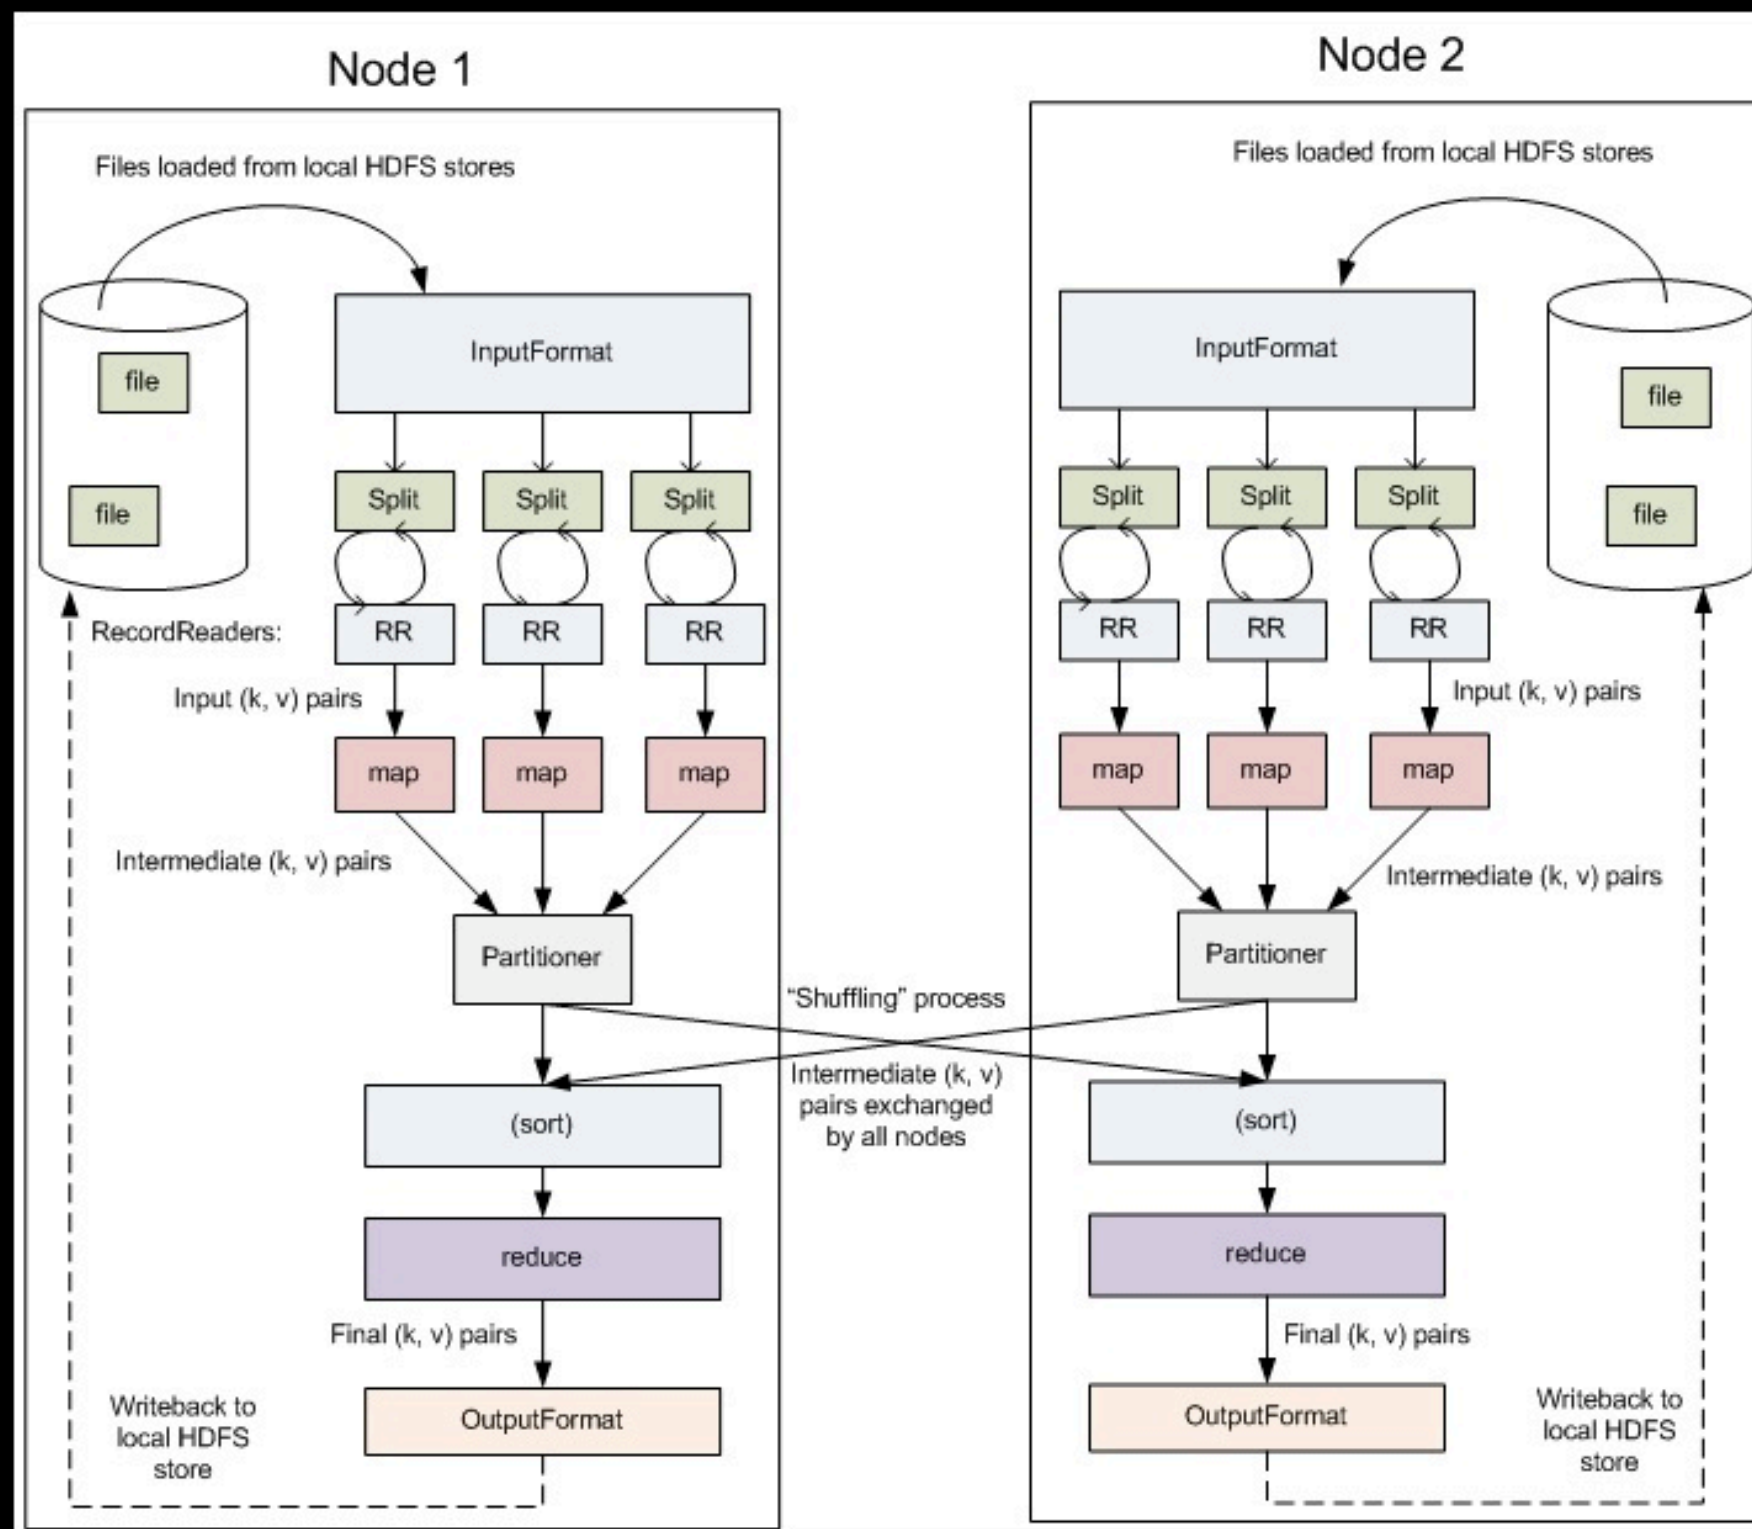 Node 1
Files loaded from local HDFS stores
InputFormat
file
file
Split
Split
Split
RecordReaders:
RR
RR
RR
Input (k, v) pairs
map
map
map
Intermediate (k, v) pairs
Partitioner
(sort)
reduce
Final (k, v) pairs
OutputFormat
Writeback to
local HDFS
store
“Shuffling” process
Intermediate (k, v)
pairs exchanged
by all nodes
Node 2
Files loaded from local HDFS stores
InputFormat
file
file
Split
Split
Split
RR
RR
RR
Input (k, v) pairs
map
map
map
Intermediate (k, v) pairs
Partitioner
(sort)
reduce
Final (k, v) pairs
OutputFormat
Writeback to
local HDFS
store